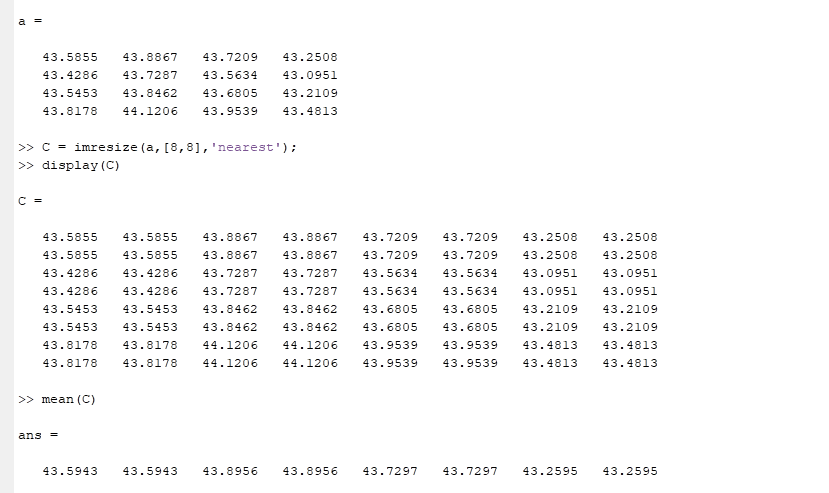 a =
43.5855 43.8867 43.7209 43.2508
43.4286 43.7287 43.5634 43.0951
43.5453 43.8462 43.6805 43.2109
43.8178 44.1206 43.9539 43.4813
>> C = imresize(a,[8,8],'nearest');
>> display(C)
C =
43.5855 43.5855 43.8867 43.8867 43.7209 43.7209 43.2508 43.2508
43.5855 43.5855 43.8867 43.8867 43.7209 43.7209 43.2508 43.2508
43.4286 43.4286 43.7287 43.7287 43.5634 43.5634 43.0951 43.0951
43.4286 43.4286 43.7287 43.7287 43.5634 43.5634 43.0951 43.0951
43.5453 43.5453 43.8462 43.8462 43.6805 43.6805 43.2109 43.2109
43.5453 43.5453 43.8462 43.8462 43.6805 43.6805 43.2109 43.2109
43.8178 43.8178 44.1206 44.1206 43.9539 43.9539 43.4813 43.4813
43.8178 43.8178 44.1206 44.1206 43.9539 43.9539 43.4813 43.4813
>> mean(C)
ans =
43.5943 43.5943 43.8956 43.8956 43.7297 43.7297 43.2595 43.2595